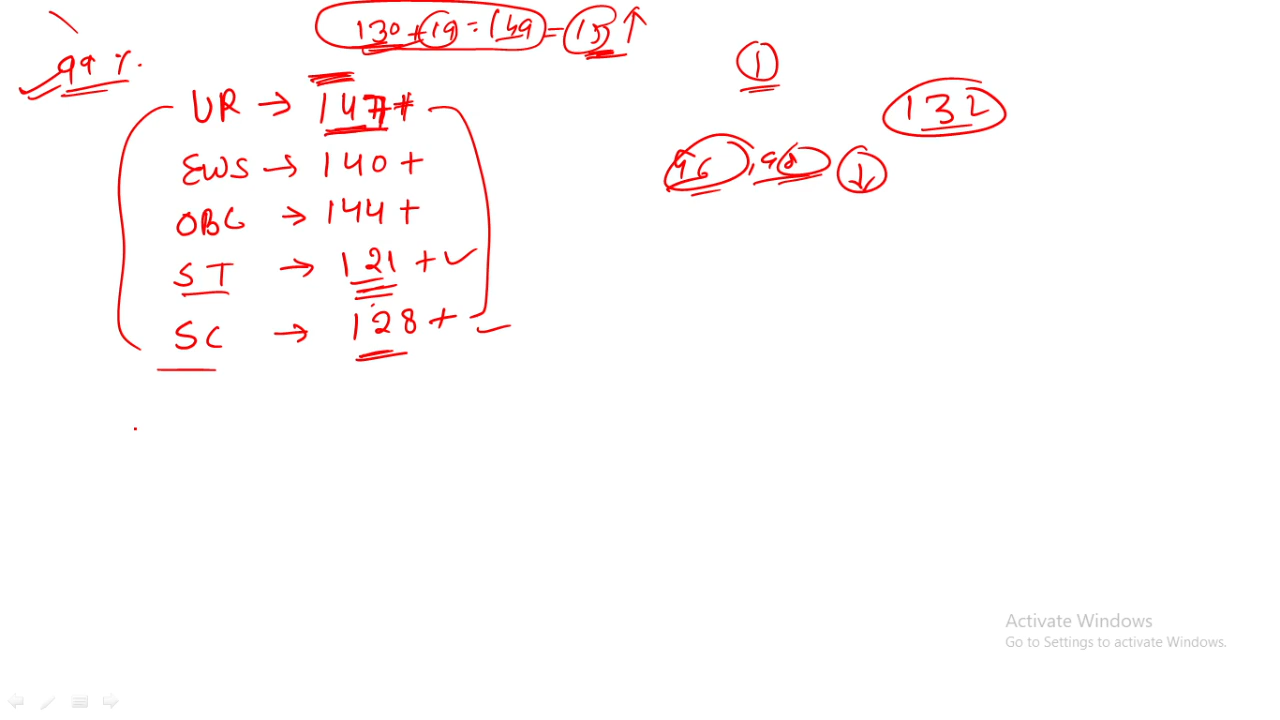 130 + 19 = 149 = 155 ↑
99 %.
UR → 147+
EWS → 140 +
OBC → 144 +
ST → 121 + ✓
SC → 128 + ✓
1
132
96, 98 ↓
Activate Windows
Go to Settings to activate Windows.